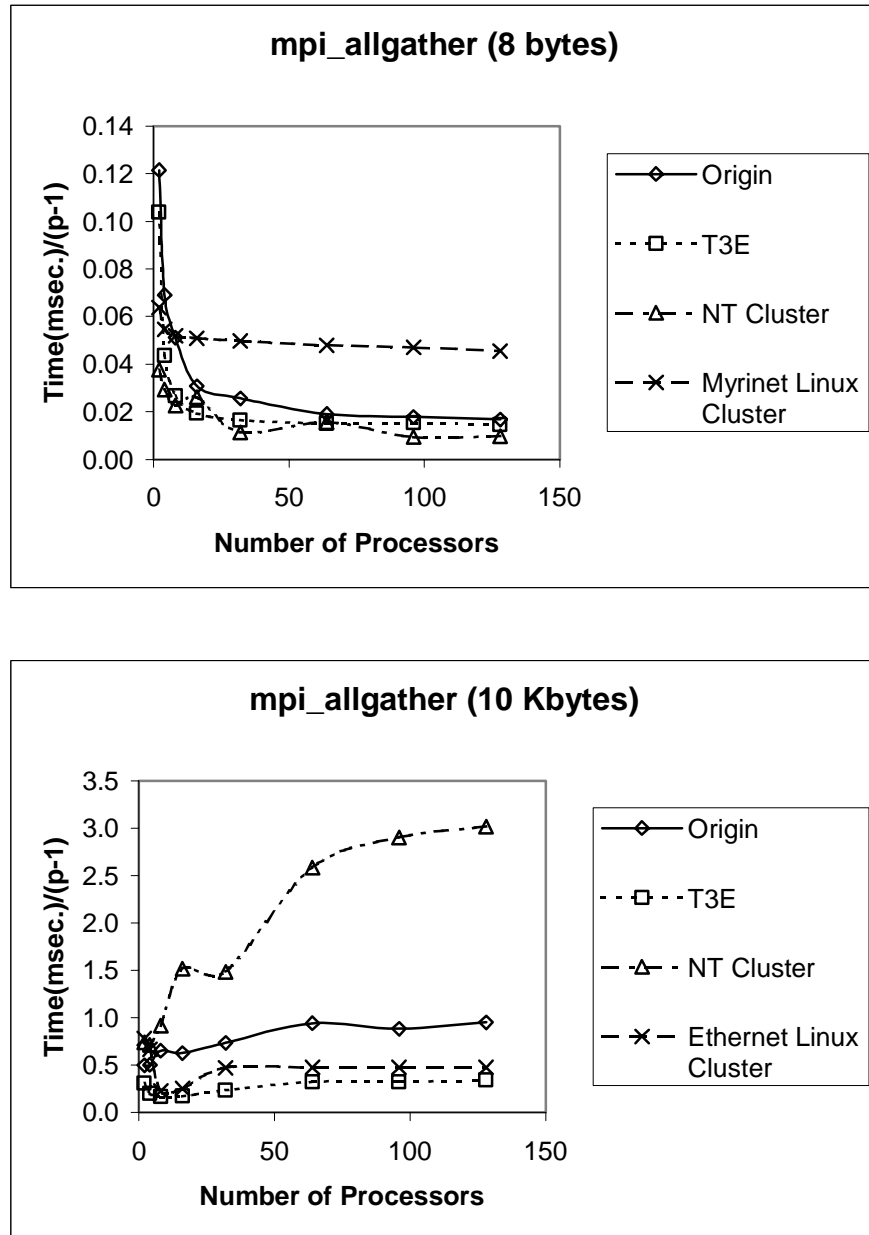 mpi_allgather (8 bytes)
0.14
0.12
0.10
0.08
0.06
0.04
0.02
0.00
Time(msec.)/(p-1)
0 50 100 150
Number of Processors
Origin
T3E
NT Cluster
Myrinet Linux
Cluster
mpi_allgather (10 Kbytes)
3.5
3.0
2.5
2.0
1.5
1.0
0.5
0.0
Time(msec.)/(p-1)
0 50 100 150
Number of Processors
Origin
T3E
NT Cluster
Ethernet Linux
Cluster